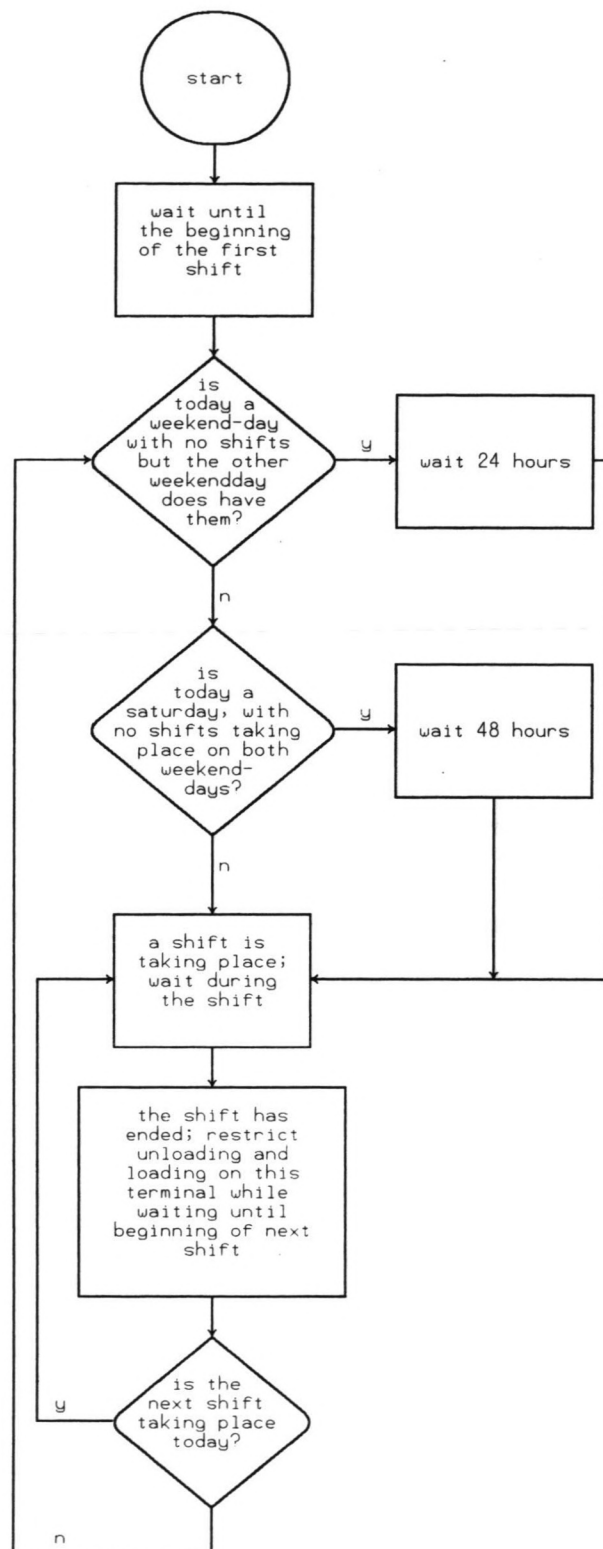 start
wait until
the beginning
of the first
shift
is
today a
weekend-day
with no shifts
but the other
weekendday
does have
them?
y
wait 24 hours
n
is
today a
saturday, with
no shifts taking
place on both
weekend-
days?
y
wait 48 hours
n
a shift is
taking place;
wait during
the shift
the shift has
ended; restrict
unloading and
loading on this
terminal while
waiting until
beginning of next
shift
is the
next shift
taking place
today?
y
n